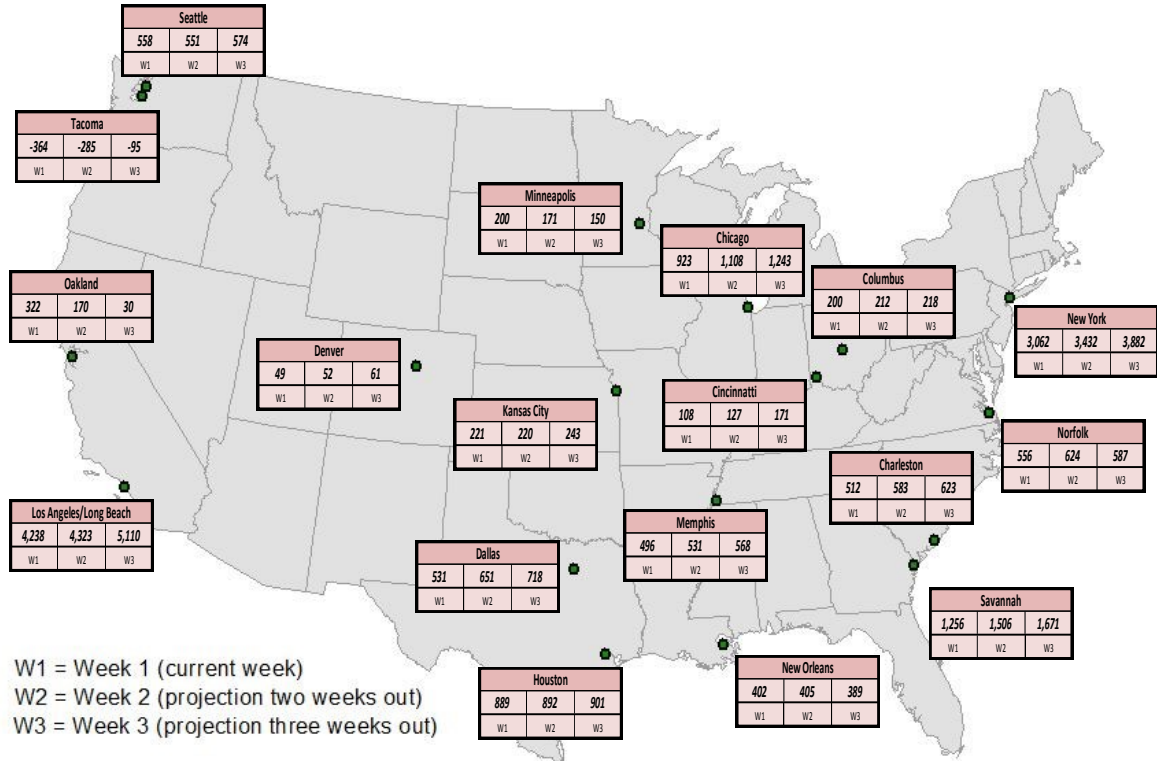 Seattle
558 551 574
W1 W2 W3
Tacoma
-364 -285 -95
W1 W2 W3
Minneapolis
200 171 150
W1 W2 W3
Chicago
923 1,108 1,243
W1 W2 W3
Columbus
200 212 218
W1 W2 W3
Oakland
322 170 30
W1 W2 W3
New York
3,062 3,432 3,882
W1 W2 W3
Denver
49 52 61
W1 W2 W3
Cincinnatti
108 127 171
W1 W2 W3
Kansas City
221 220 243
W1 W2 W3
Norfolk
556 624 587
W1 W2 W3
Charleston
512 583 623
W1 W2 W3
Los Angeles/Long Beach
4,238 4,323 5,110
W1 W2 W3
Memphis
496 531 568
W1 W2 W3
Dallas
531 651 718
W1 W2 W3
Savannah
1,256 1,506 1,671
W1 W2 W3
New Orleans
402 405 389
W1 W2 W3
Houston
889 892 901
W1 W2 W3
W1 = Week 1 (current week)
W2 = Week 2 (projection two weeks out)
W3 = Week 3 (projection three weeks out)